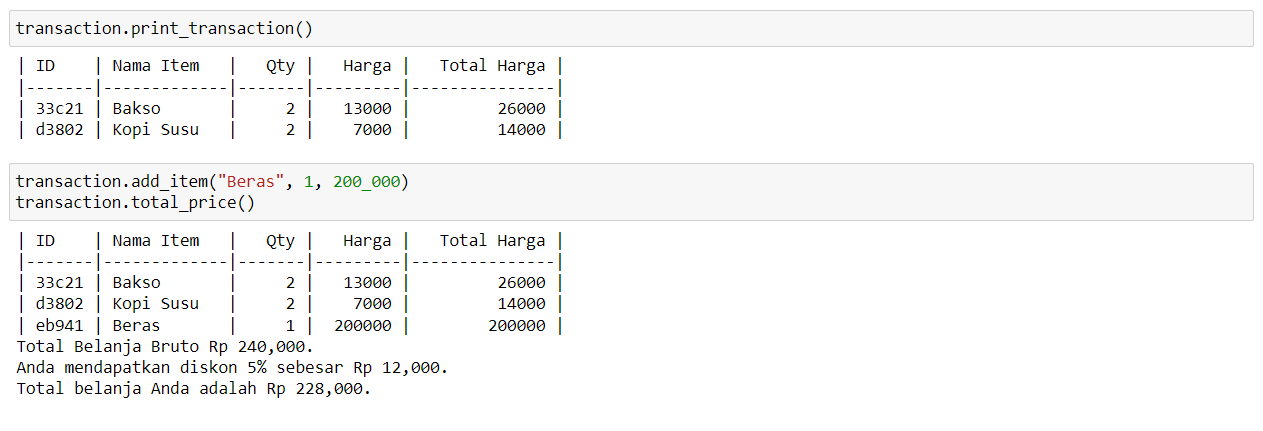 transaction.print_transaction()
| ID    | Nama Item   |   Qty |   Harga |   Total Harga |
|-------|-------------|-------|---------|---------------|
| 33c21 | Bakso       |     2 |   13000 |         26000 |
| d3802 | Kopi Susu   |     2 |    7000 |         14000 |
transaction.add_item("Beras", 1, 200_000)
transaction.total_price()
| ID    | Nama Item   |   Qty |   Harga |   Total Harga |
|-------|-------------|-------|---------|---------------|
| 33c21 | Bakso       |     2 |   13000 |         26000 |
| d3802 | Kopi Susu   |     2 |    7000 |         14000 |
| eb941 | Beras       |     1 |  200000 |        200000 |
Total Belanja Bruto Rp 240,000.
Anda mendapatkan diskon 5% sebesar Rp 12,000.
Total belanja Anda adalah Rp 228,000.